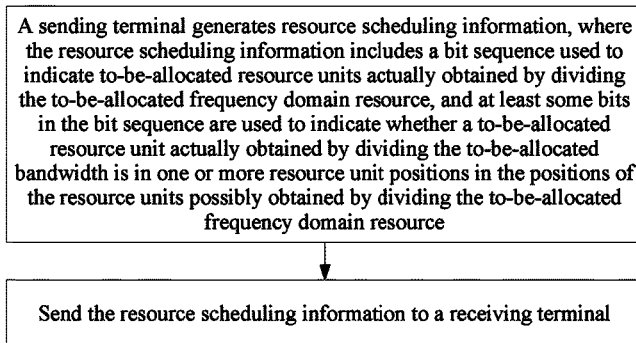 A sending terminal generates resource scheduling information, where
the resource scheduling information includes a bit sequence used to
indicate to-be-allocated resource units actually obtained by dividing
the to-be-allocated frequency domain resource, and at least some bits
in the bit sequence are used to indicate whether a to-be-allocated
resource unit actually obtained by dividing the to-be-allocated
bandwidth is in one or more resource unit positions in the positions of
the resource units possibly obtained by dividing the to-be-allocated
frequency domain resource
Send the resource scheduling information to a receiving terminal